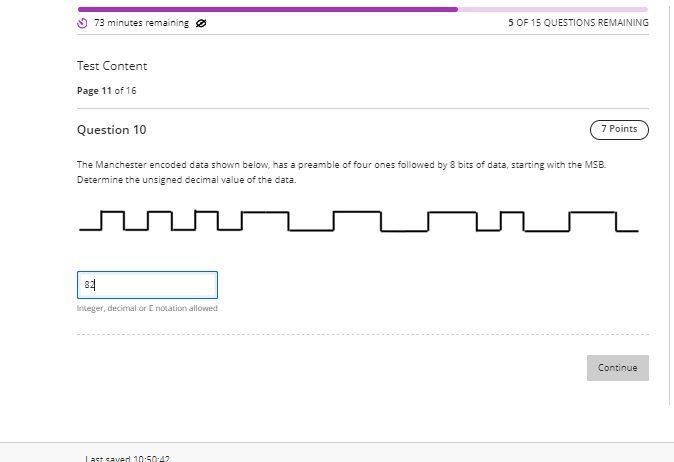 73 minutes remaining
5 OF 15 QUESTIONS REMAINING
Test Content
Page 11 of 16
Question 10
7 Points
The Manchester encoded data shown below, has a preamble of four ones followed by 8 bits of data, starting with the MSB.
Determine the unsigned decimal value of the data.
82
Integer, decimal or E notation allowed
Continue
Last saved 10:50:42